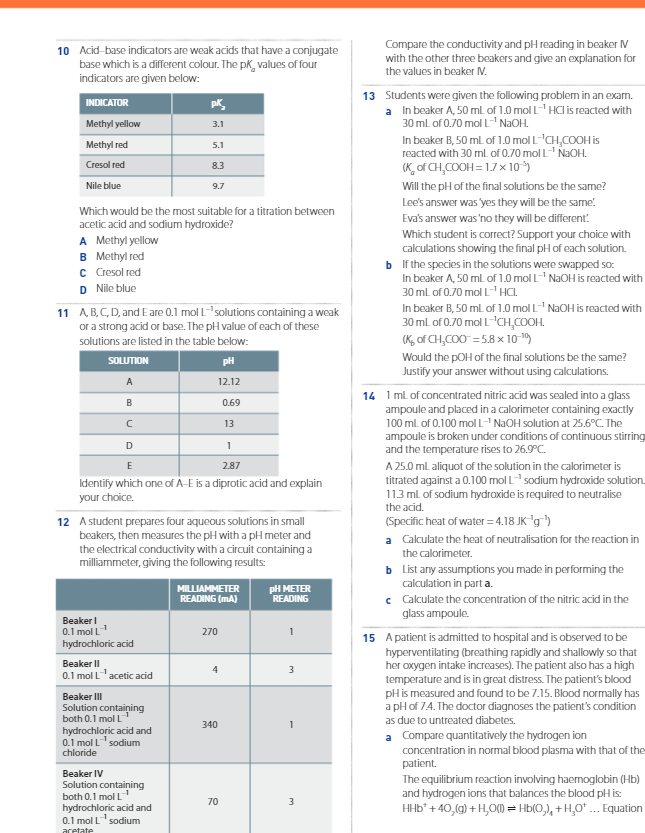 10 Acid–base indicators are weak acids that have a conjugate
base which is a different colour. The pKₐ values of four
indicators are given below:
INDICATOR pKₐ
Methyl yellow 3.1
Methyl red 5.1
Cresol red 8.3
Nile blue 9.7
Which would be the most suitable for a titration between
acetic acid and sodium hydroxide?
A Methyl yellow
B Methyl red
C Cresol red
D Nile blue
11 A, B, C, D, and E are 0.1 mol L⁻¹ solutions containing a weak
or a strong acid or base. The pH value of each of these
solutions are listed in the table below:
SOLUTION pH
A 12.12
B 0.69
C 13
D 1
E 2.87
Identify which one of A–E is a diprotic acid and explain
your choice.
12 A student prepares four aqueous solutions in small
beakers, then measures the pH with a pH meter and
the electrical conductivity with a circuit containing a
milliammeter, giving the following results:
MILLIAMMETER
READING (mA)
pH METER
READING
Beaker I
0.1 mol L⁻¹
hydrochloric acid
270 1
Beaker II
0.1 mol L⁻¹ acetic acid
4 3
Beaker III
Solution containing
both 0.1 mol L⁻¹
hydrochloric acid and
0.1 mol L⁻¹ sodium
chloride
340 1
Beaker IV
Solution containing
both 0.1 mol L⁻¹
hydrochloric acid and
0.1 mol L⁻¹ sodium
acetate
70 3
Compare the conductivity and pH reading in beaker IV
with the other three beakers and give an explanation for
the values in beaker IV.
13 Students were given the following problem in an exam.
a In beaker A, 50 mL of 1.0 mol L⁻¹ HCl is reacted with
30 mL of 0.70 mol L⁻¹ NaOH.
In beaker B, 50 mL of 1.0 mol L⁻¹CH₃COOH is
reacted with 30 mL of 0.70 mol L⁻¹ NaOH.
(Kₐ of CH₃COOH = 1.7 × 10⁻⁵)
Will the pH of the final solutions be the same?
Lee's answer was 'yes they will be the same'.
Eva's answer was 'no they will be different'.
Which student is correct? Support your choice with
calculations showing the final pH of each solution.
b If the species in the solutions were swapped so:
In beaker A, 50 mL of 1.0 mol L⁻¹ NaOH is reacted with
30 mL of 0.70 mol L⁻¹ HCl.
In beaker B, 50 mL of 1.0 mol L⁻¹ NaOH is reacted with
30 mL of 0.70 mol L⁻¹CH₃COOH.
(K_b of CH₃COO⁻ = 5.8 × 10⁻¹⁰)
Would the pOH of the final solutions be the same?
Justify your answer without using calculations.
14 1 mL of concentrated nitric acid was sealed into a glass
ampoule and placed in a calorimeter containing exactly
100 mL of 0.100 mol L⁻¹ NaOH solution at 25.6°C. The
ampoule is broken under conditions of continuous stirring
and the temperature rises to 26.9°C.
A 25.0 mL aliquot of the solution in the calorimeter is
titrated against a 0.100 mol L⁻¹ sodium hydroxide solution.
11.3 mL of sodium hydroxide is required to neutralise
the acid.
(Specific heat of water = 4.18 JK⁻¹g⁻¹)
a Calculate the heat of neutralisation for the reaction in
the calorimeter.
b List any assumptions you made in performing the
calculation in part a.
c Calculate the concentration of the nitric acid in the
glass ampoule.
15 A patient is admitted to hospital and is observed to be
hyperventilating (breathing rapidly and shallowly so that
her oxygen intake increases). The patient also has a high
temperature and is in great distress. The patient's blood
pH is measured and found to be 7.15. Blood normally has
a pH of 7.4. The doctor diagnoses the patient's condition
as due to untreated diabetes.
a Compare quantitatively the hydrogen ion
concentration in normal blood plasma with that of the
patient.
The equilibrium reaction involving haemoglobin (Hb)
and hydrogen ions that balances the blood pH is:
HHb⁺ + 4O₂(g) + H₂O(l) ⇌ Hb(O₂)₄ + H₃O⁺ … Equation